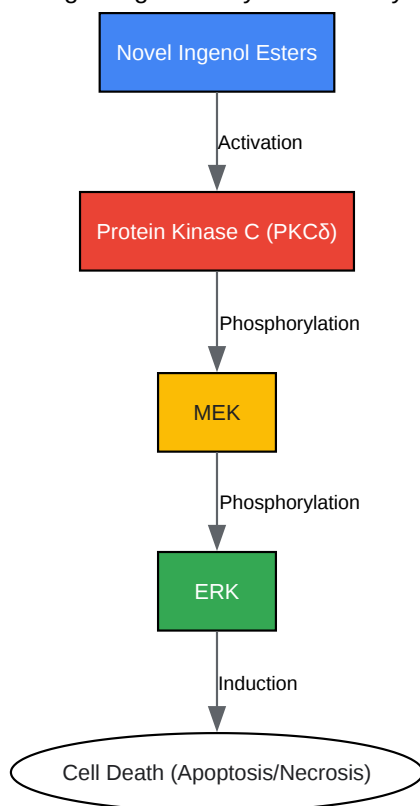 Novel Ingenol Esters
Activation
Protein Kinase C (PKCδ)
Phosphorylation
MEK
Phosphorylation
ERK
Induction
Cell Death (Apoptosis/Necrosis)